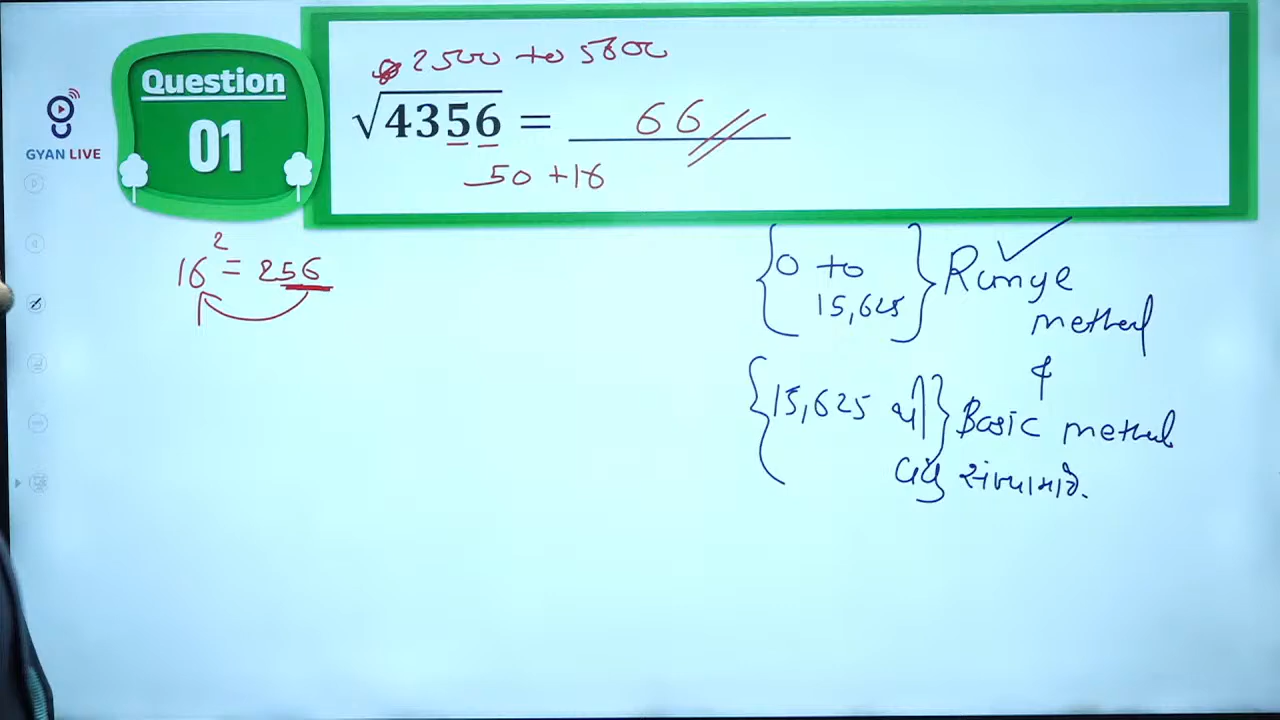 Question
01
GYAN LIVE
2500 to 5600
√4356 = 66
50 + 16
16² = 256
{0 to 15,625} Range method
&
{15,625 થી વધુ} Basic method